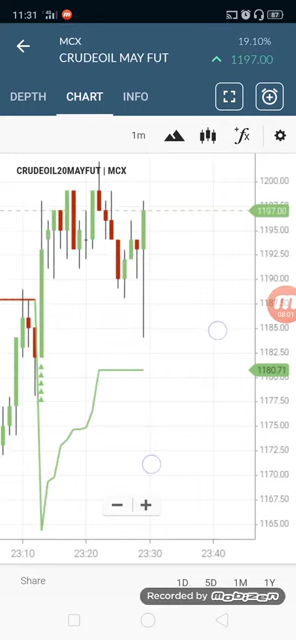 11:31 4G 87
MCX 19.10%
CRUDEOIL MAY FUT 1197.00
DEPTH CHART INFO
1m +fx
CRUDEOIL20MAYFUT | MCX
1200.00
1197.00
1195.00
1192.50
1190.00
1185.00
08:01
1182.50
1180.71
1177.50
1175.00
1172.50
1170.00
1167.50
1165.00
23:10 23:20 23:30 23:40
Share 1D 5D 1M 1Y
Recorded by Mobizen